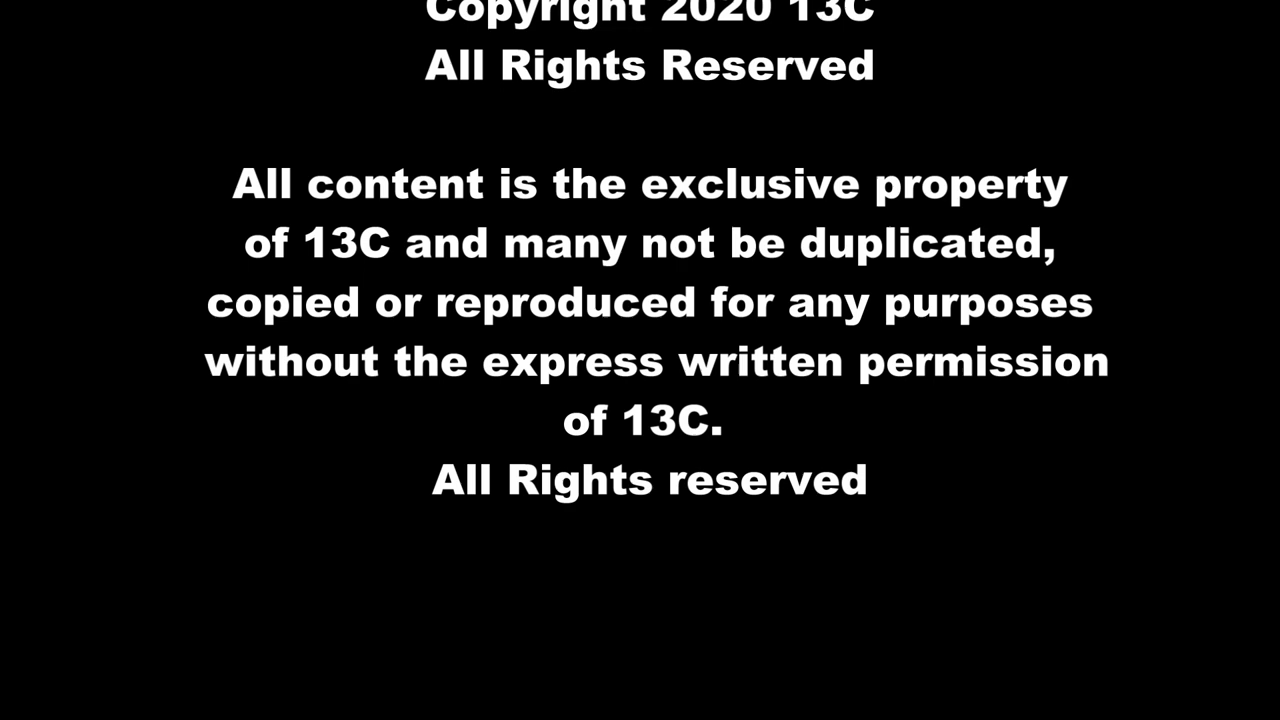 Copyright 2020 13C
All Rights Reserved
All content is the exclusive property
of 13C and many not be duplicated,
copied or reproduced for any purposes
without the express written permission
of 13C.
All Rights reserved